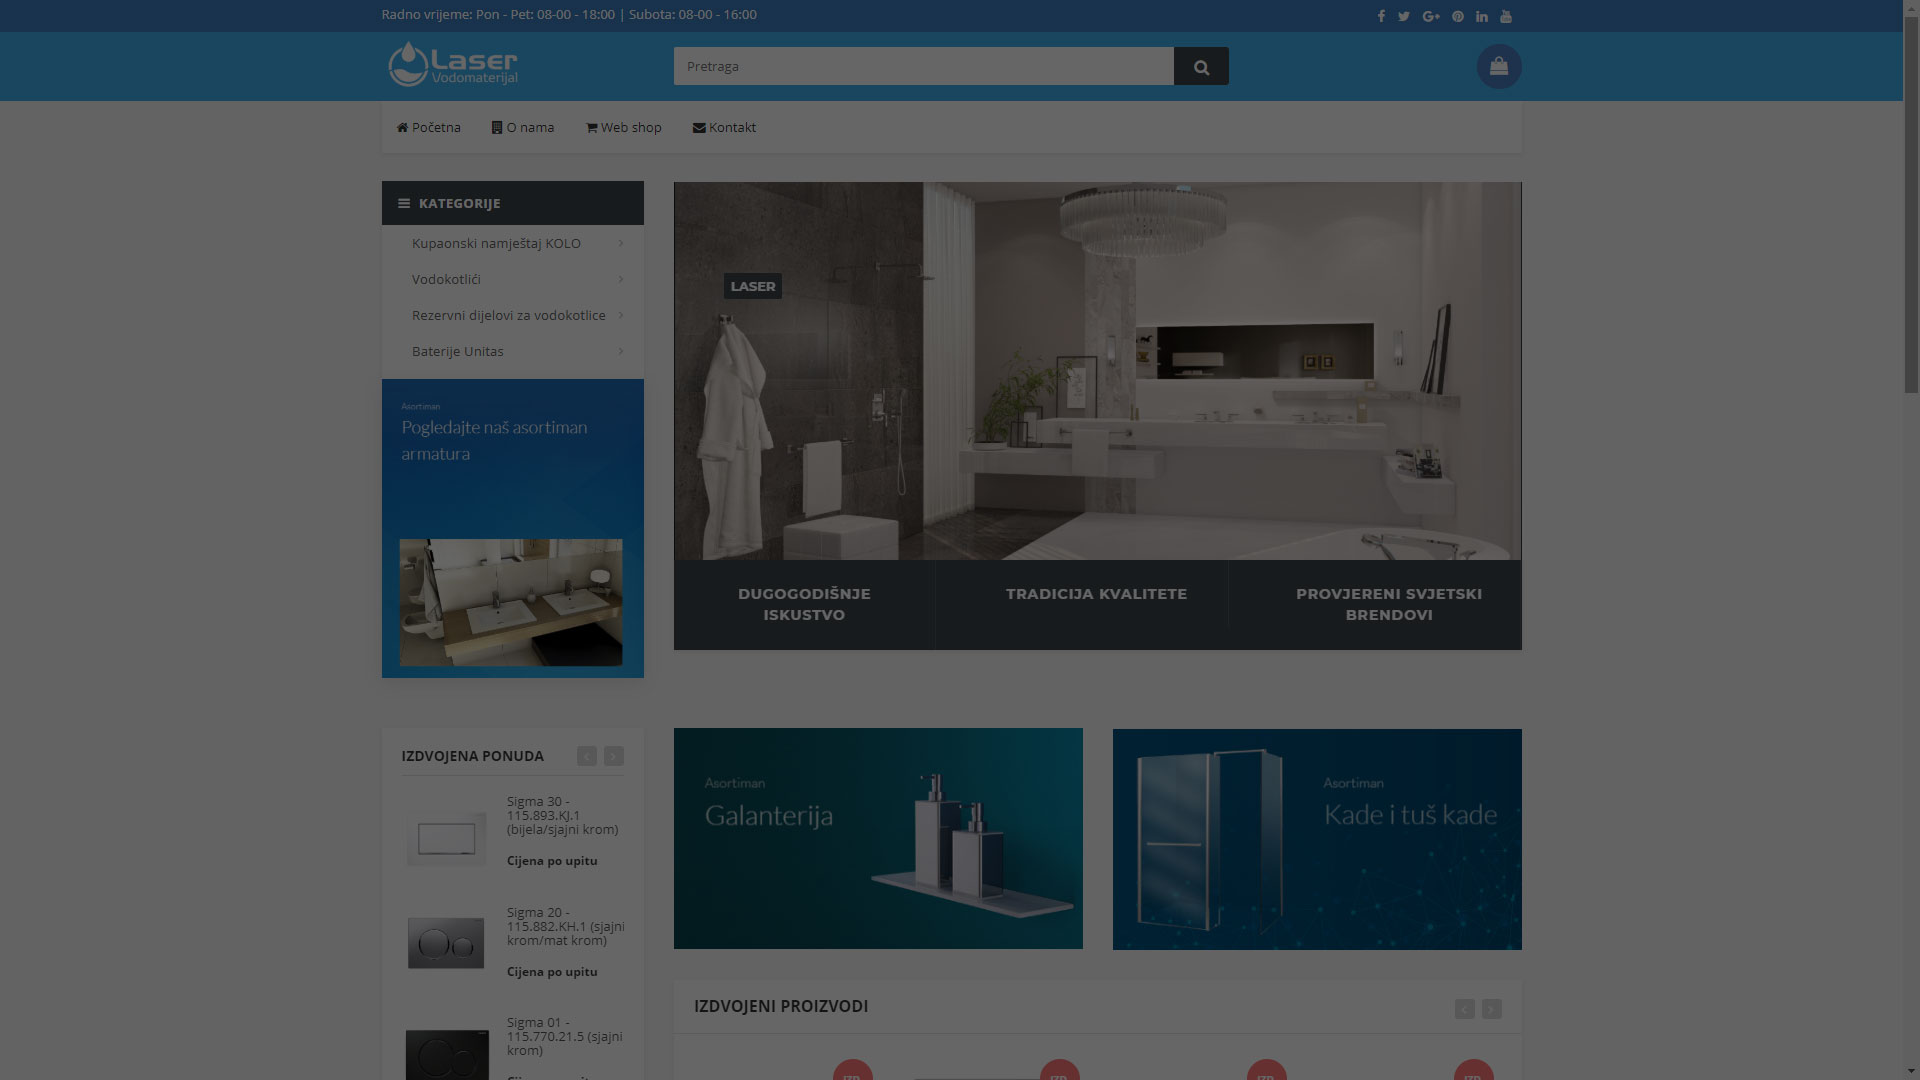 Radno vrijeme: Pon - Pet: 08-00 - 18:00 | Subota: 08-00 - 16:00
Laser
Vodomaterijal
Pretraga
Početna
O nama
Web shop
Kontakt
KATEGORIJE
Kupaonski namještaj KOLO
Vodokotlići
Rezervni dijelovi za vodokotlice
Baterije Unitas
LASER
Asortiman
Pogledajte naš asortiman
armatura
DUGOGODIŠNJE
ISKUSTVO
TRADICIJA KVALITETE
PROVJERENI SVJETSKI
BRENDOVI
IZDVOJENA PONUDA
Sigma 30 -
115.893.KJ.1
(bijela/sjajni krom)
Cijena po upitu
Sigma 20 -
115.882.KH.1 (sjajni
krom/mat krom)
Cijena po upitu
Sigma 01 -
115.770.21.5 (sjajni
krom)
Asortiman
Galanterija
Asortiman
Kade i tuš kade
IZDVOJENI PROIZVODI